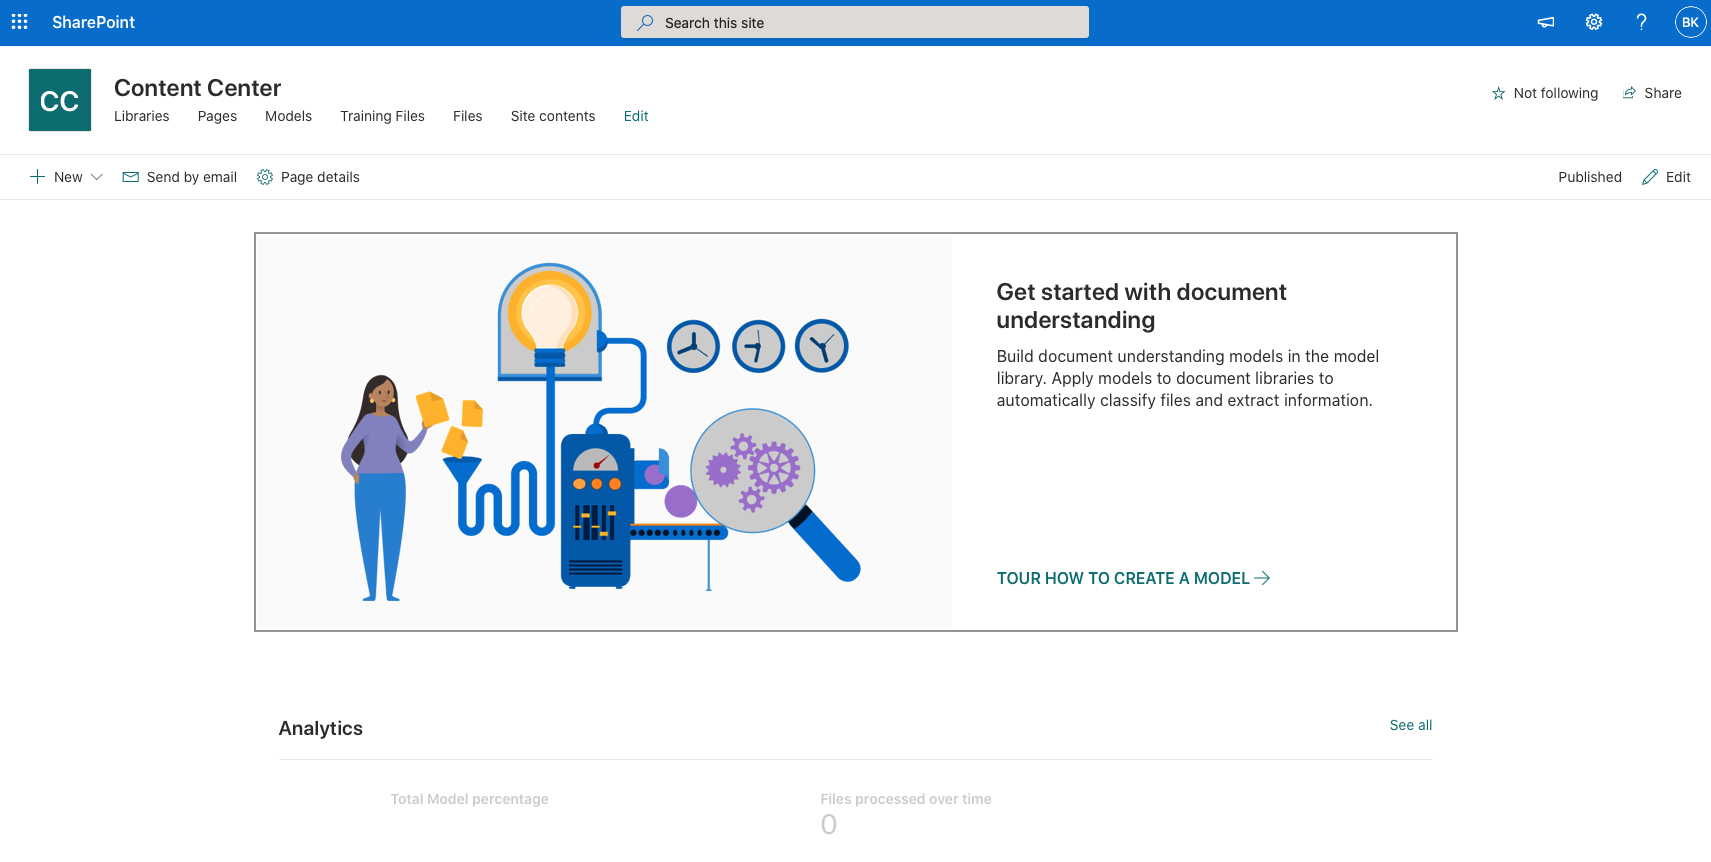 SharePoint
Search this site
BK
CC
Content Center
Libraries Pages Models Training Files Files Site contents Edit
Not following Share
New Send by email Page details
Published Edit
Get started with document
understanding
Build document understanding models in the model
library. Apply models to document libraries to
automatically classify files and extract information.
TOUR HOW TO CREATE A MODEL
Analytics
See all
Total Model percentage
Files processed over time
0